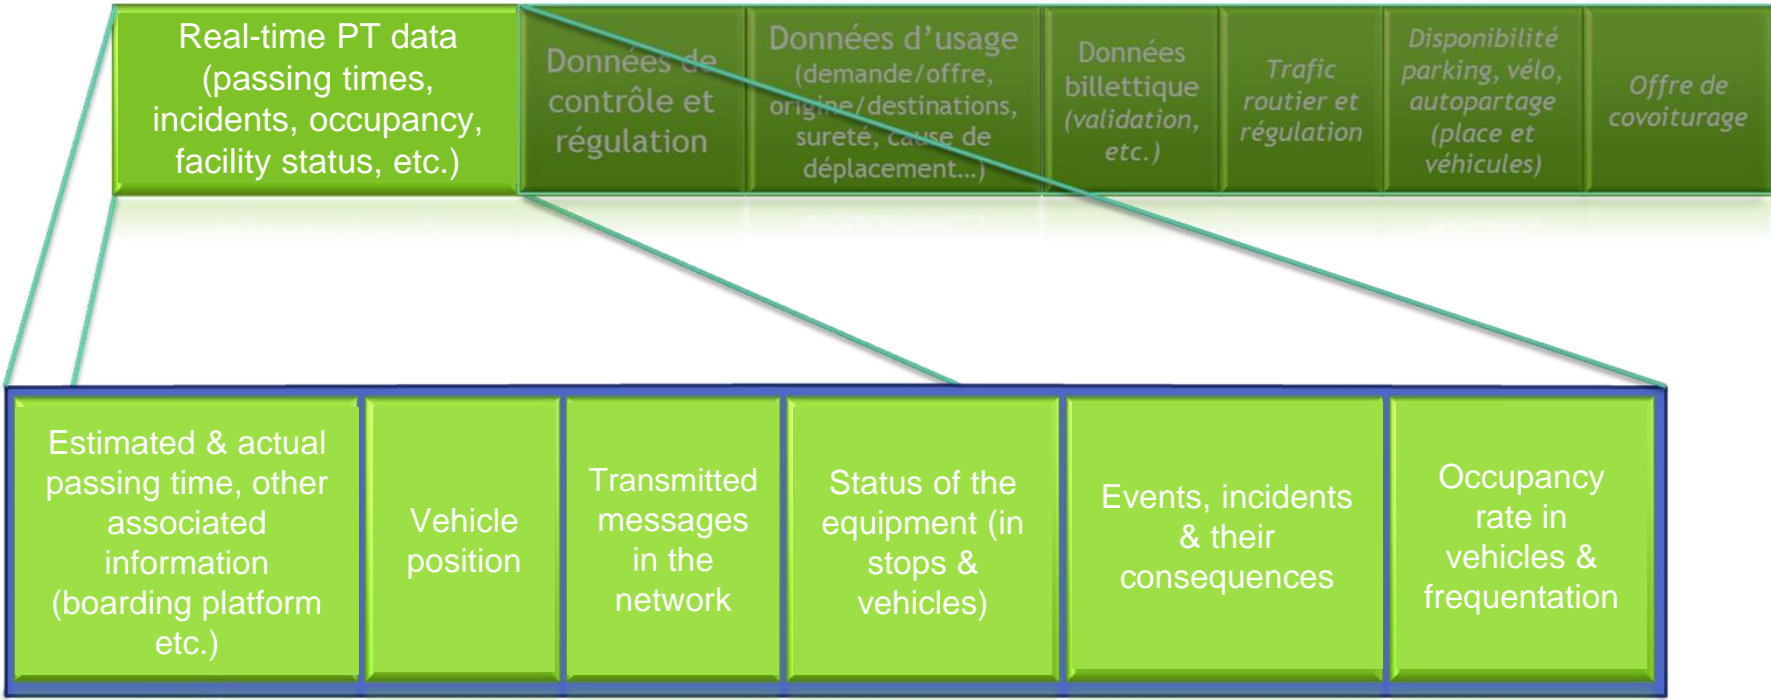 Real-time PT data
(passing times,
incidents, occupancy,
facility status, etc.)
Données de
contrôle et
régulation
Données d’usage
(demande/offre,
origine/destinations,
sureté, cause de
déplacement…)
Données
billettique
(validation,
etc.)
Trafic
routier et
régulation
Disponibilité
parking, vélo,
autopartage
(place et
véhicules)
Offre de
covoiturage
Estimated & actual
passing time, other
associated
information
(boarding platform
etc.)
Vehicle
position
Transmitted
messages
in the
network
Status of the
equipment (in
stops &
vehicles)
Events, incidents
& their
consequences
Occupancy
rate in
vehicles &
frequentation